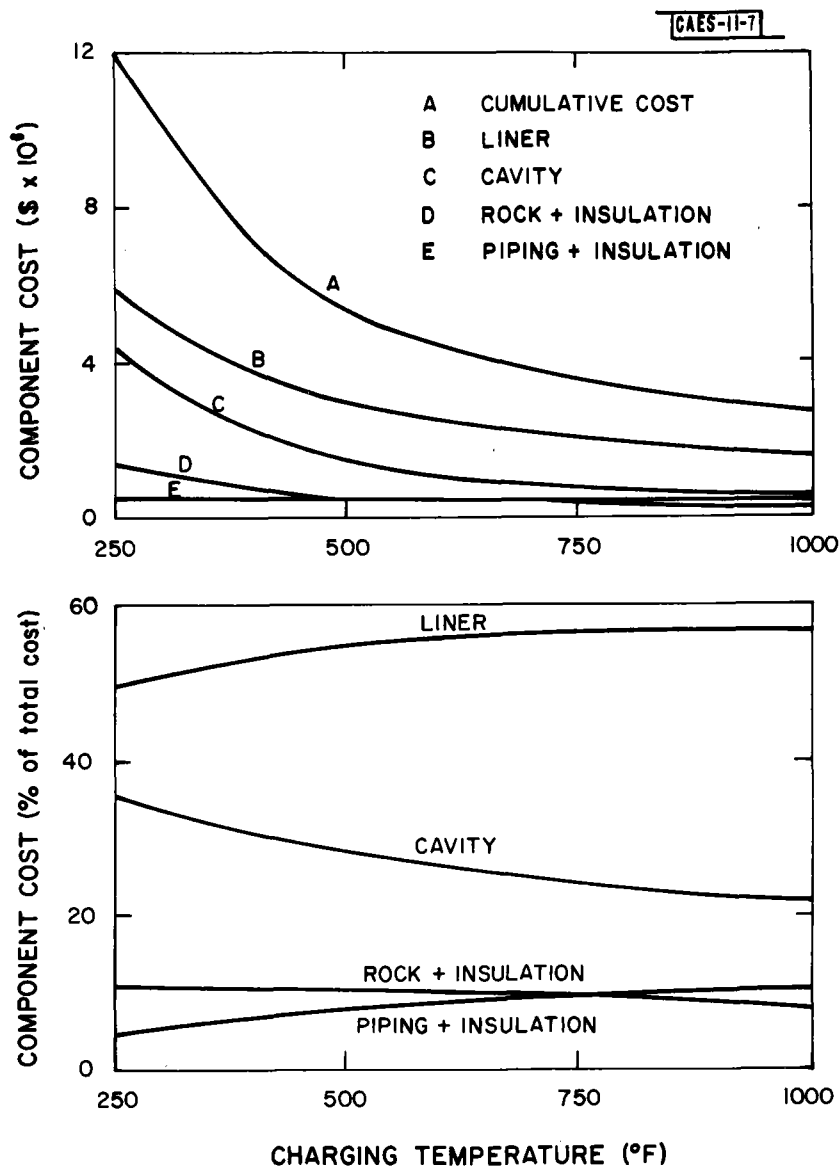 CAES-11-7
COMPONENT COST ($ x 10⁶)
12
8
4
0
A CUMULATIVE COST
B LINER
C CAVITY
D ROCK + INSULATION
E PIPING + INSULATION
A
B
C
D
E
250 500 750 1000
COMPONENT COST (% of total cost)
60
40
20
0
LINER
CAVITY
ROCK + INSULATION
PIPING + INSULATION
250 500 750 1000
CHARGING TEMPERATURE (°F)